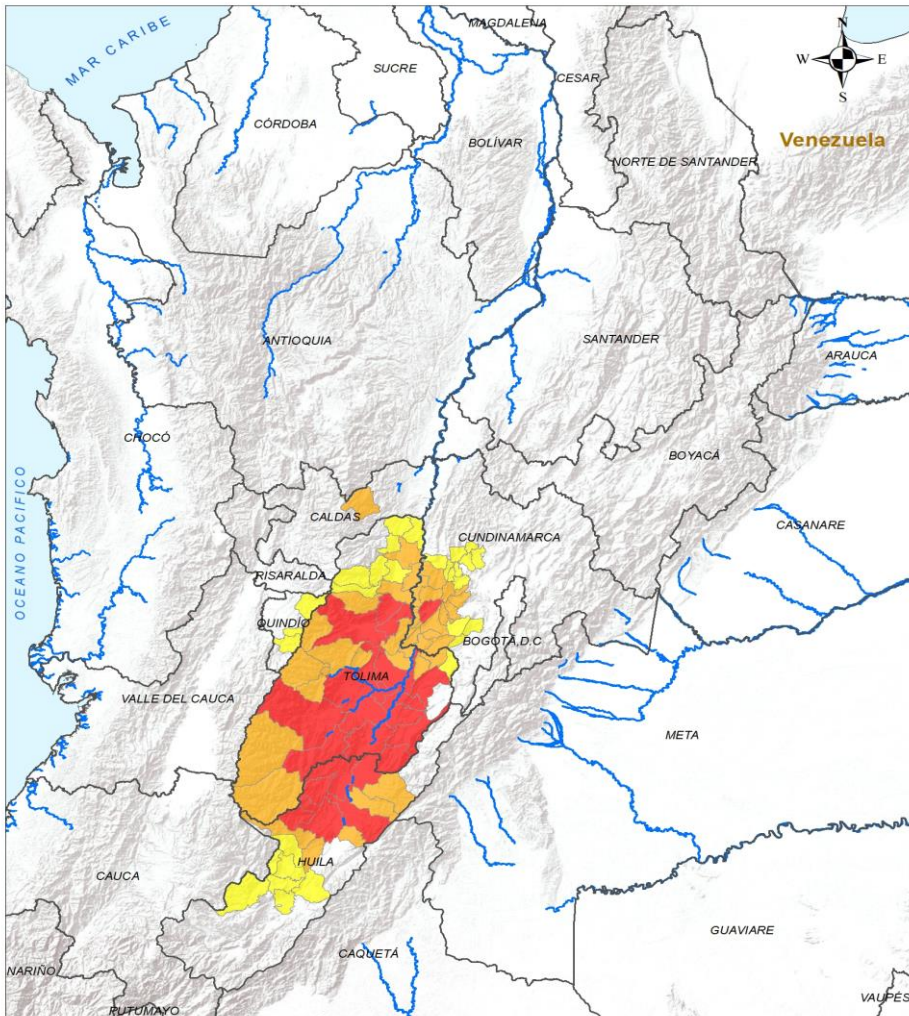 MAGDALENA
N
MAR CARIBE
W
E
SUCRE
CESAR
S
CÓRDOBA
BOLÍVAR
Venezuela
NORTE DE SANTANDER
ANTIOQUIA
SANTANDER
ARAUCA
CHOCÓ
BOYACÁ
OCEANO PACIFICO
CALDAS
CUNDINAMARCA
CASANARE
RISARALDA
QUINDÍO
BOGOTÁ,D.C
TOLIMA
VALLE DEL CAUCA
META
HUILA
CAUCA
GUAVIARE
CAQUETÁ
NARIÑO
VAUPÉS
PUTUMAYO